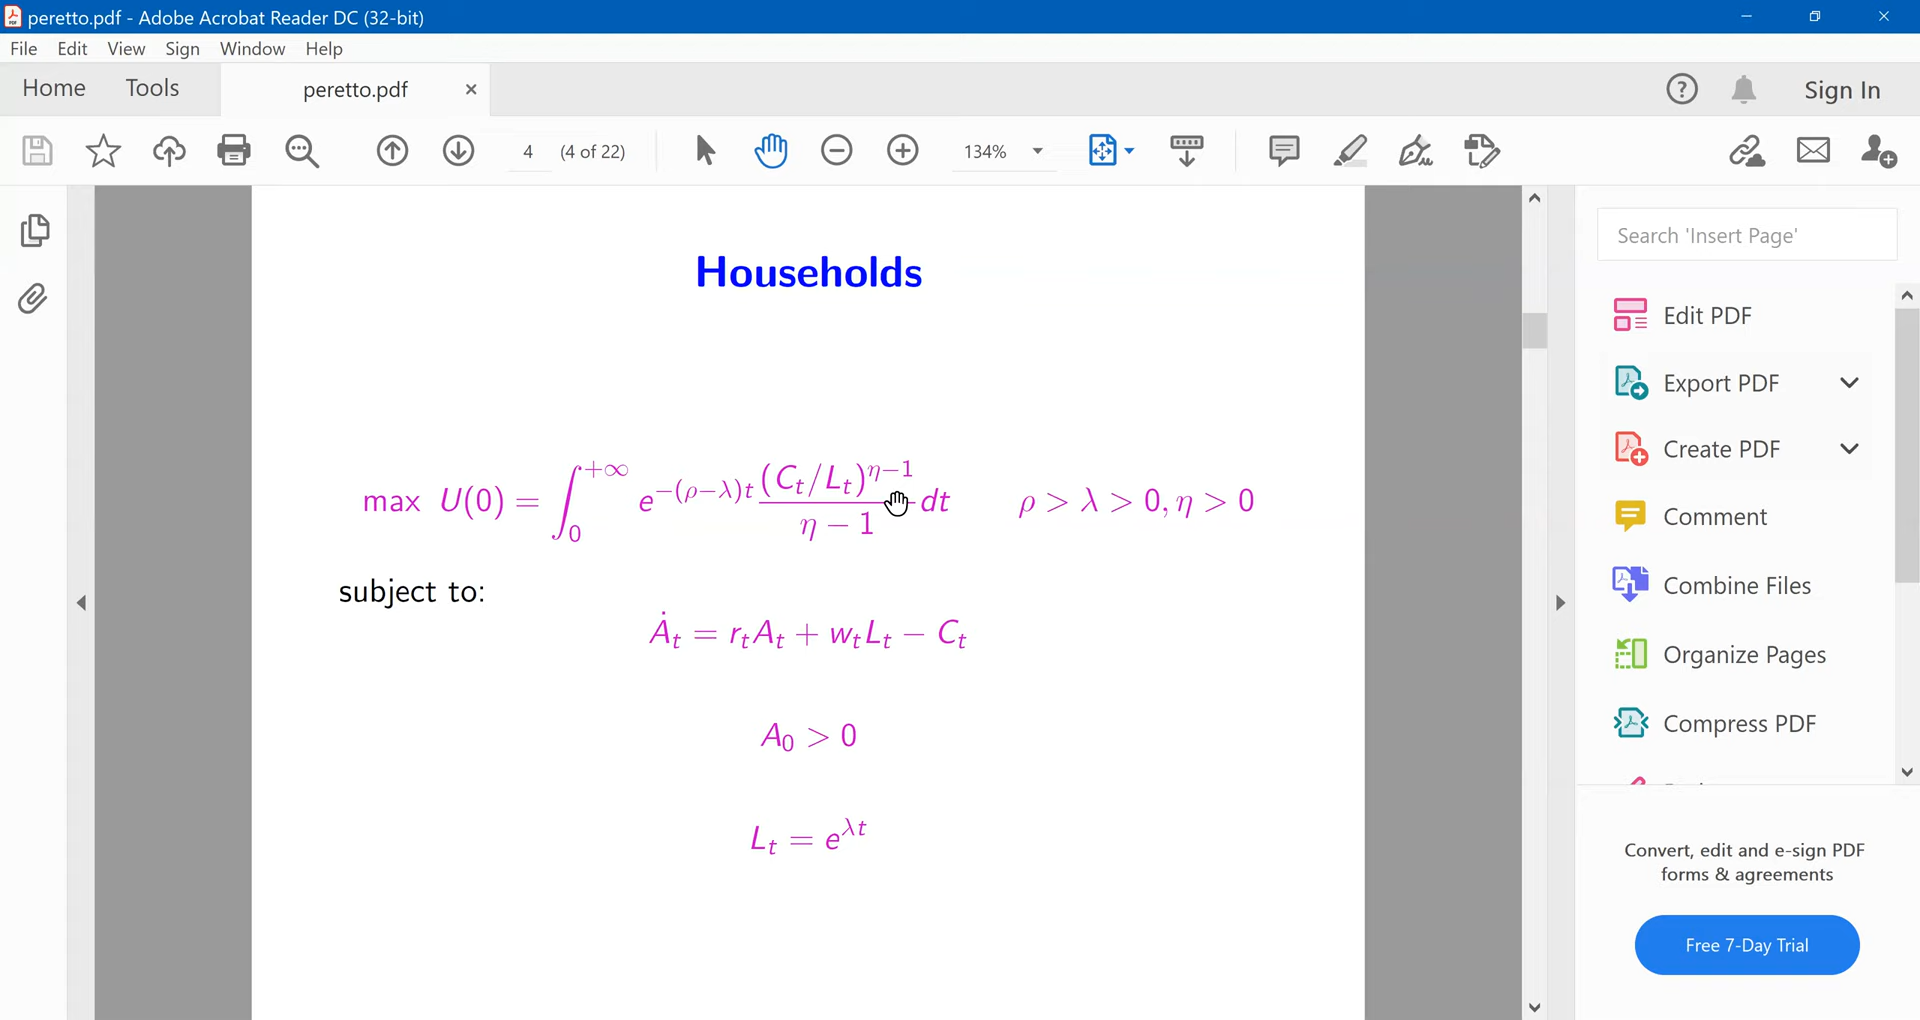 peretto.pdf - Adobe Acrobat Reader DC (32-bit)
File Edit View Sign Window Help
Home Tools peretto.pdf × Sign In
4 (4 of 22) 134%
Households
max U(0) = ∫₀^{+∞} e^{−(ρ−λ)t} \frac{(C_t/L_t)^{η−1}}{η − 1} dt ρ > λ > 0, η > 0
subject to:
Ȧ_t = r_t A_t + w_t L_t − C_t
A_0 > 0
L_t = e^{λt}
Search 'Insert Page'
Edit PDF
Export PDF
Create PDF
Comment
Combine Files
Organize Pages
Compress PDF
Convert, edit and e-sign PDF
forms & agreements
Free 7-Day Trial